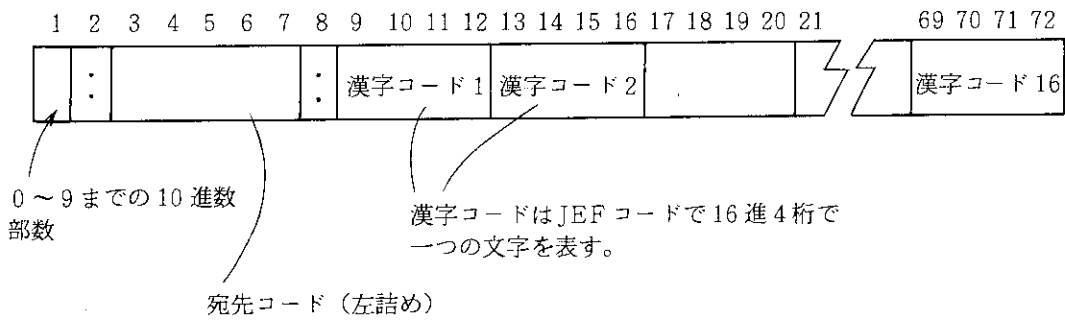 1 2 3 4 5 6 7 8 9 10 11 12 13 14 15 16 17 18 19 20 21 69 70 71 72
: : 漢字コード1 漢字コード2 漢字コード16
0～9までの10進数
部数
漢字コードはJEFコードで16進4桁で
一つの文字を表す。
宛先コード（左詰め）